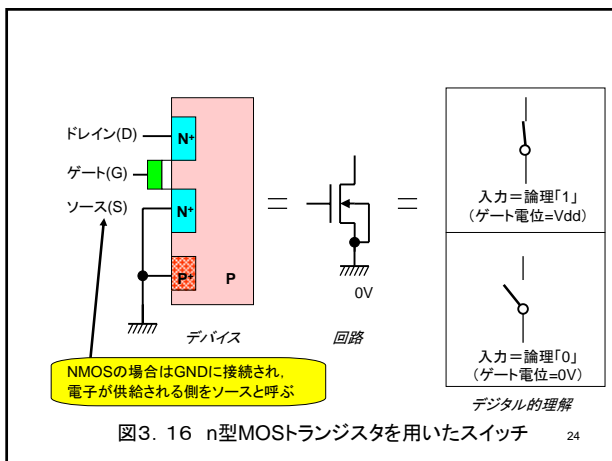 ドレイン(D)
N+
ゲート(G)
ソース(S)
N+
P+
P
=
=
0V
デバイス
回路
入力=論理「1」
(ゲート電位=Vdd)
入力=論理「0」
(ゲート電位=0V)
デジタル的理解
NMOSの場合はGNDに接続され,
電子が供給される側をソースと呼ぶ
図3.16 n型MOSトランジスタを用いたスイッチ
24